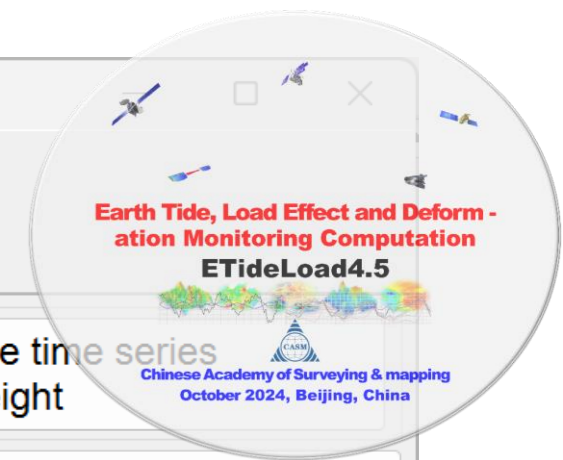 Earth Tide, Load Effect and Deform -
ation Monitoring Computation
ETideLoad4.5
e time series
ight
CASM
Chinese Academy of Surveying & mapping
October 2024, Beijing, China